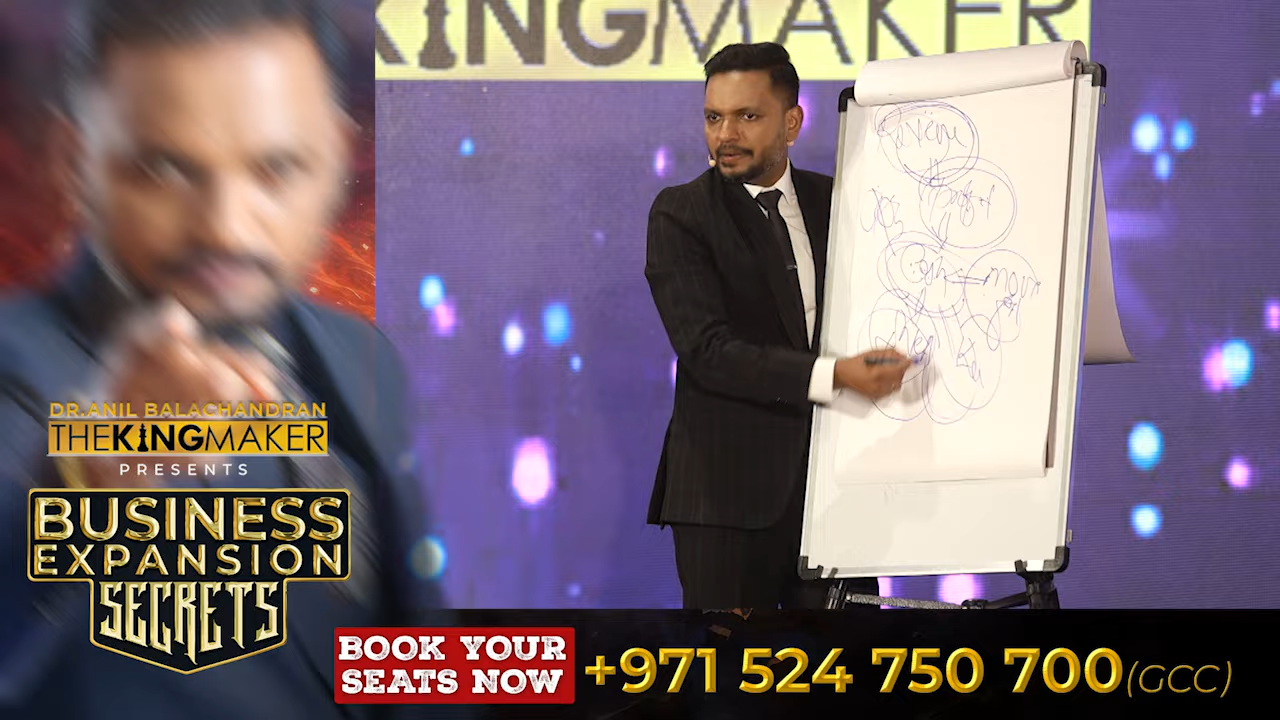 KINGMAKER
DR.ANIL BALACHANDRAN
THEKINGMAKER
PRESENTS
BUSINESS
EXPANSION
SECRETS
BOOK YOUR
SEATS NOW
+971 524 750 700 (GCC)